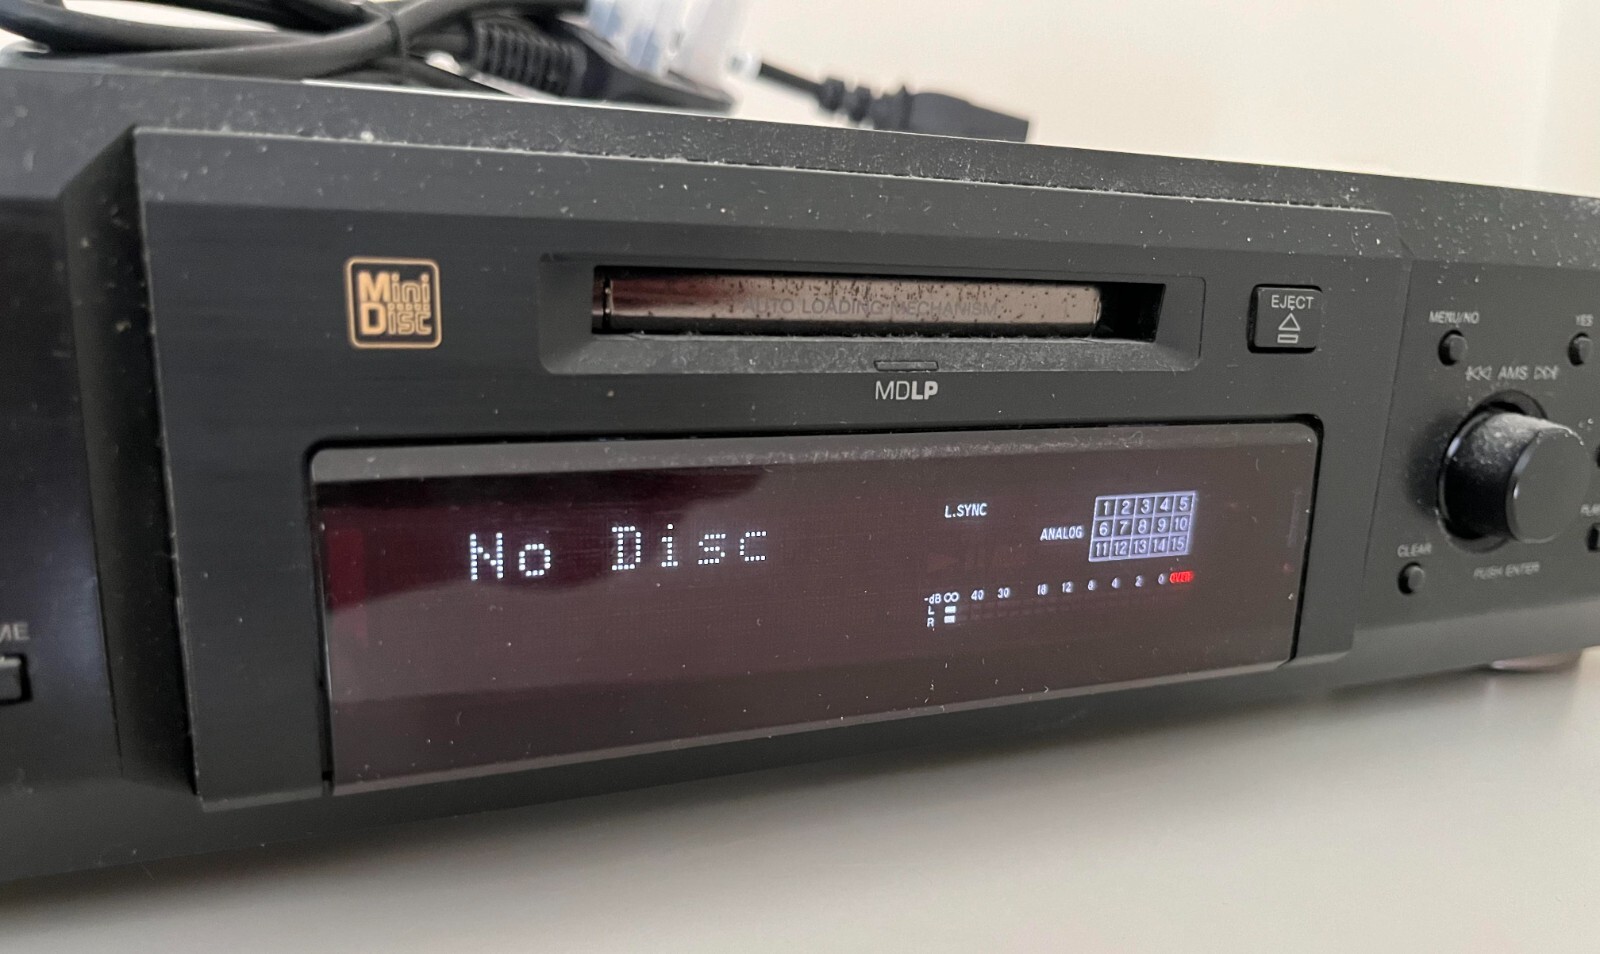 Mini
Disc
AUTO LOADING MECHANISM
EJECT
MDLP
MENU/NO
YES
AMS
CLEAR
PUSH ENTER
No Disc
L.SYNC
ANALOG
1 2 3 4 5
6 7 8 9 10
11 12 13 14 15
-dB ∞ 40 30 18 12 8 4 2 0 OVER
L
R